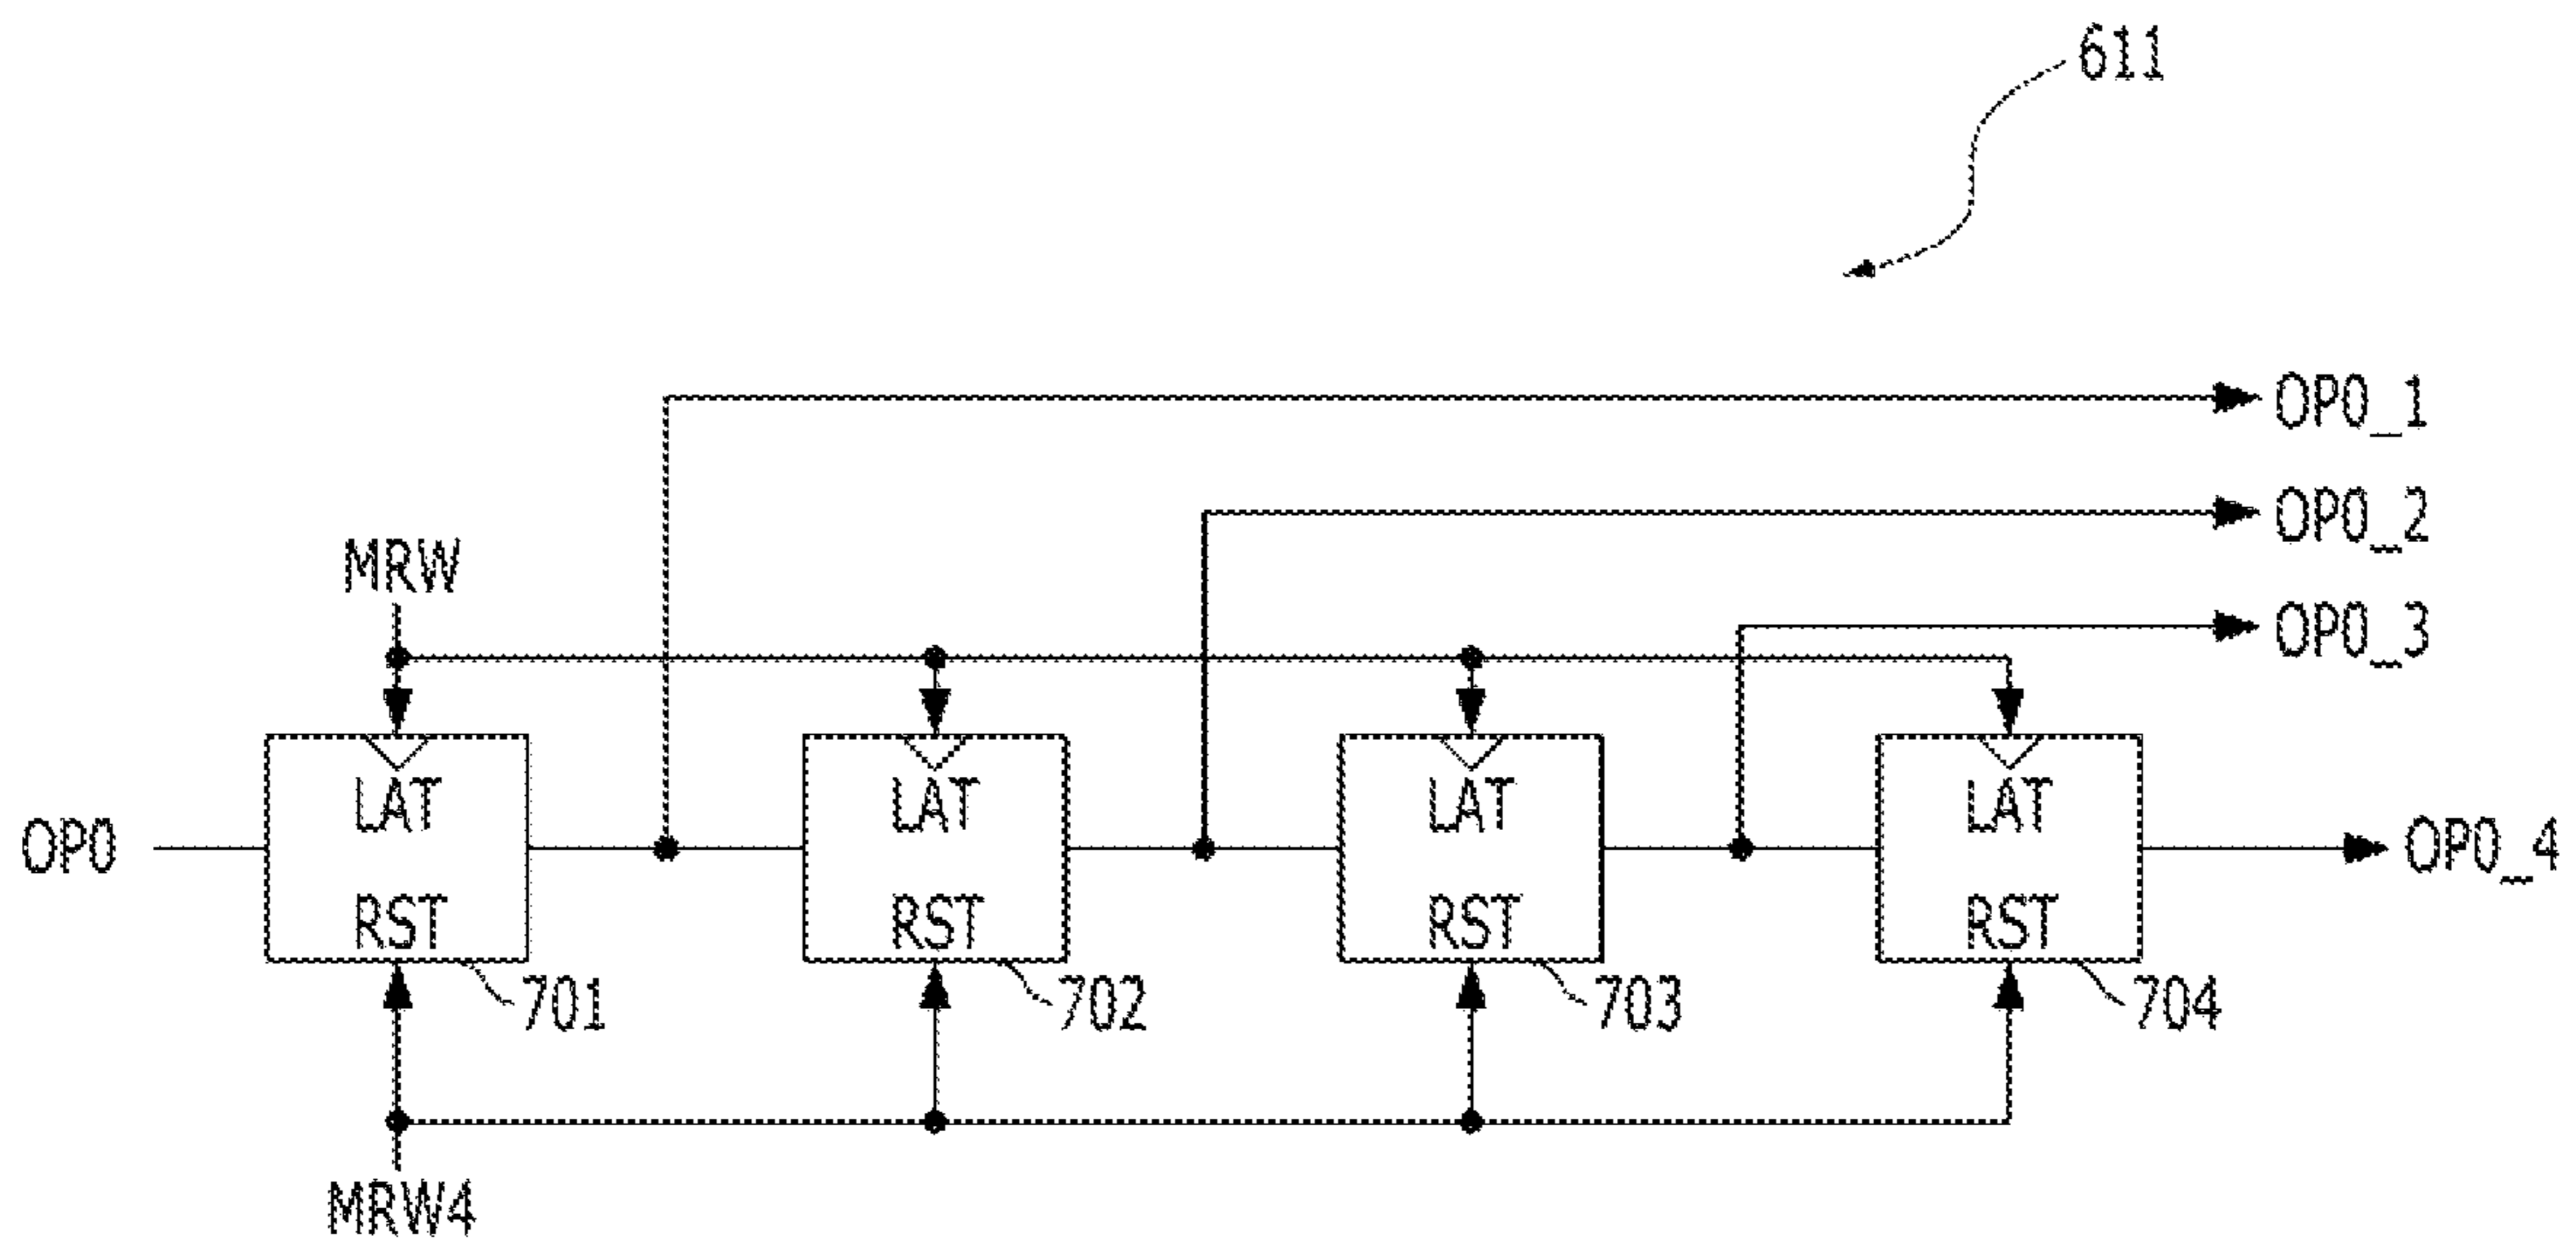 611
OP0_1
OP0_2
MRW
OP0_3
LAT LAT LAT LAT
OP0
OP0_4
RST RST RST RST
701 702 703 704
MRW4